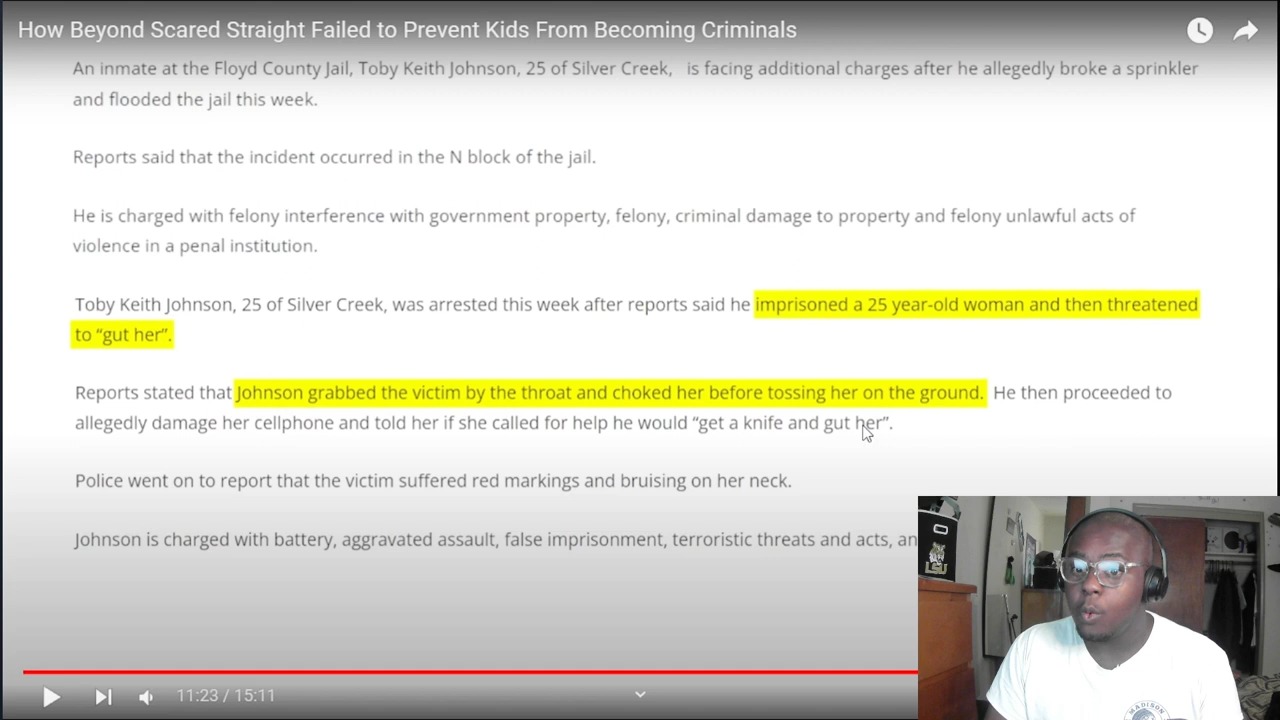 How Beyond Scared Straight Failed to Prevent Kids From Becoming Criminals
An inmate at the Floyd County Jail, Toby Keith Johnson, 25 of Silver Creek, is facing additional charges after he allegedly broke a sprinkler
and flooded the jail this week.
Reports said that the incident occurred in the N block of the jail.
He is charged with felony interference with government property, felony, criminal damage to property and felony unlawful acts of
violence in a penal institution.
Toby Keith Johnson, 25 of Silver Creek, was arrested this week after reports said he imprisoned a 25 year-old woman and then threatened
to “gut her”.
Reports stated that Johnson grabbed the victim by the throat and choked her before tossing her on the ground. He then proceeded to
allegedly damage her cellphone and told her if she called for help he would “get a knife and gut her”.
Police went on to report that the victim suffered red markings and bruising on her neck.
Johnson is charged with battery, aggravated assault, false imprisonment, terroristic threats and acts, an
LSU
11:23 / 15:11
MADISON